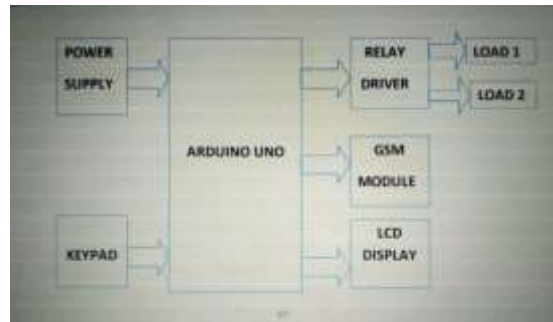 POWER
SUPPLY
RELAY
DRIVER
LOAD 1
LOAD 2
ARDUINO UNO
GSM
MODULE
KEYPAD
LCD
DISPLAY